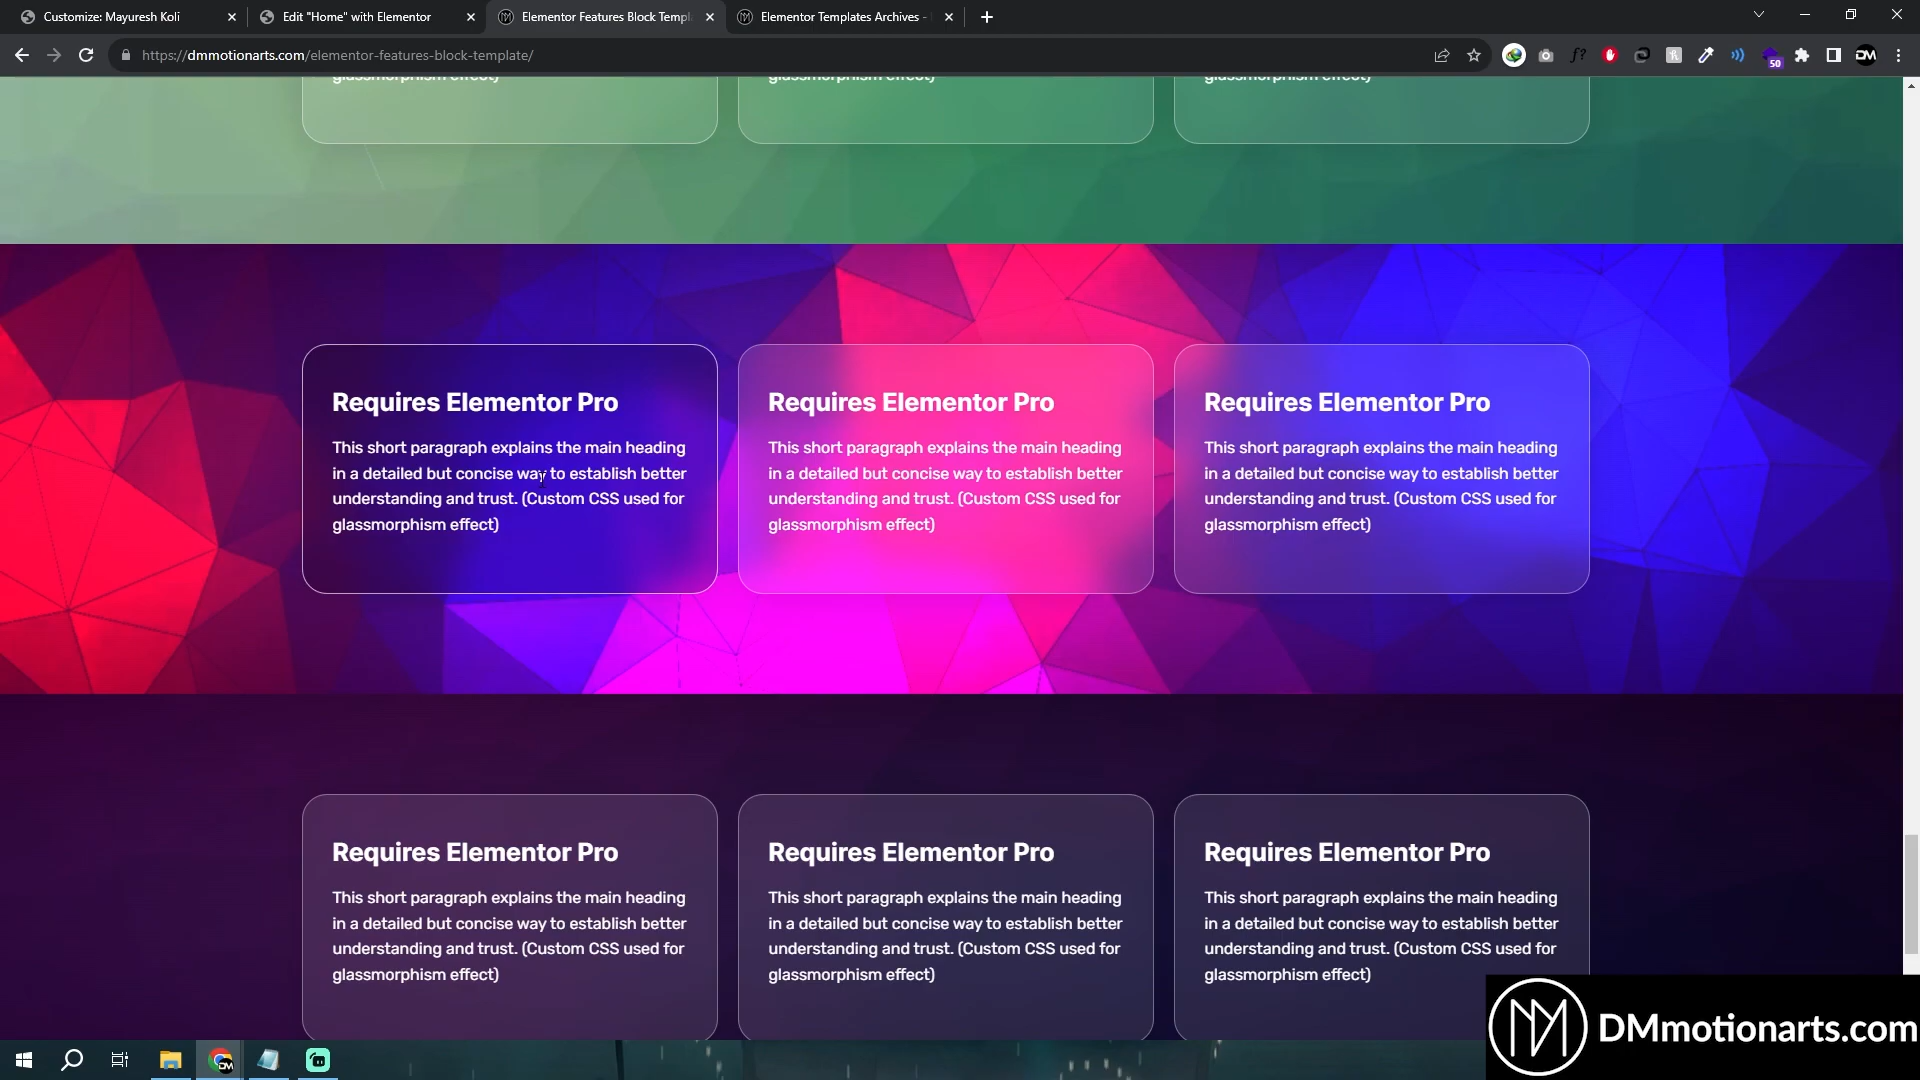 Customize: Mayuresh Koli
Edit "Home" with Elementor
Elementor Features Block Templ
Elementor Templates Archives -
https://dmmotionarts.com/elementor-features-block-template/
50
DM
glassmorphism effect)
glassmorphism effect)
glassmorphism effect)
Requires Elementor Pro
This short paragraph explains the main heading
in a detailed but concise way to establish better
understanding and trust. (Custom CSS used for
glassmorphism effect)
Requires Elementor Pro
This short paragraph explains the main heading
in a detailed but concise way to establish better
understanding and trust. (Custom CSS used for
glassmorphism effect)
Requires Elementor Pro
This short paragraph explains the main heading
in a detailed but concise way to establish better
understanding and trust. (Custom CSS used for
glassmorphism effect)
Requires Elementor Pro
This short paragraph explains the main heading
in a detailed but concise way to establish better
understanding and trust. (Custom CSS used for
glassmorphism effect)
Requires Elementor Pro
This short paragraph explains the main heading
in a detailed but concise way to establish better
understanding and trust. (Custom CSS used for
glassmorphism effect)
Requires Elementor Pro
This short paragraph explains the main heading
in a detailed but concise way to establish better
understanding and trust. (Custom CSS used for
glassmorphism effect)
DMmotionarts.com